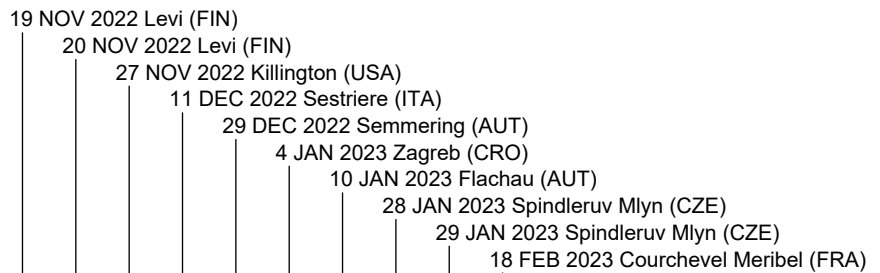 19 NOV 2022 Levi (FIN)
20 NOV 2022 Levi (FIN)
27 NOV 2022 Killington (USA)
11 DEC 2022 Sestriere (ITA)
29 DEC 2022 Semmering (AUT)
4 JAN 2023 Zagreb (CRO)
10 JAN 2023 Flachau (AUT)
28 JAN 2023 Spindleruv Mlyn (CZE)
29 JAN 2023 Spindleruv Mlyn (CZE)
18 FEB 2023 Courchevel Meribel (FRA)